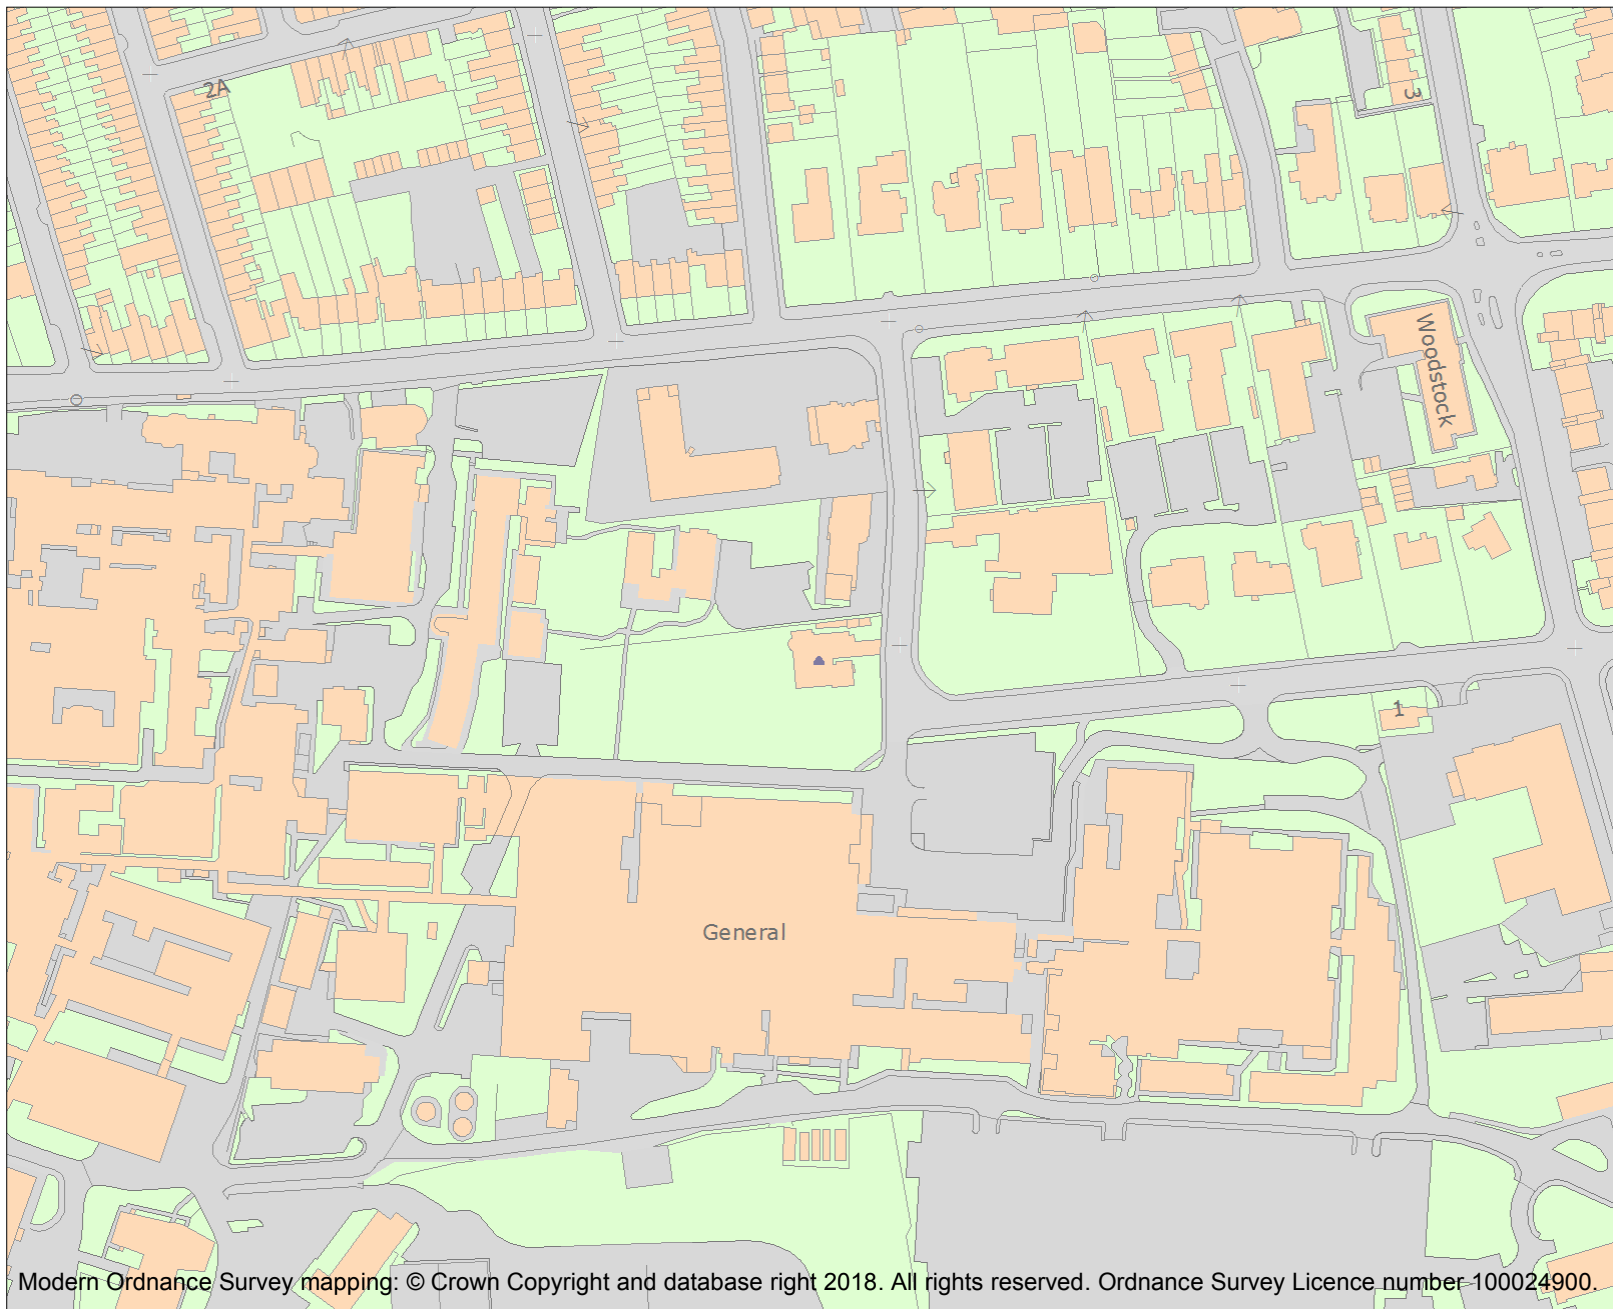 2A
3
Woodstock
1
General
Modern Ordnance Survey mapping: © Crown Copyright and database right 2018. All rights reserved. Ordnance Survey Licence number 100024900.